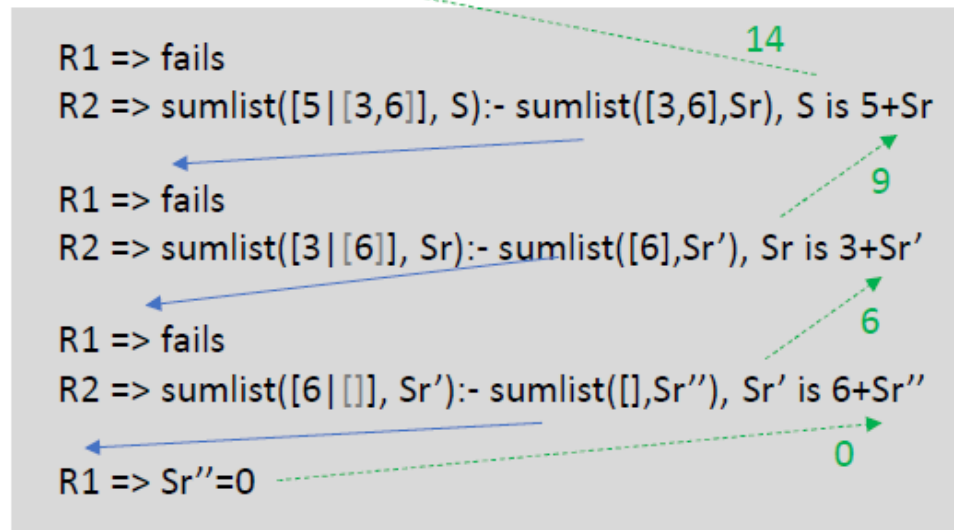 14
R1 => fails
R2 => sumlist([5|[3,6]], S):- sumlist([3,6],Sr), S is 5+Sr
9
R1 => fails
R2 => sumlist([3|[6]], Sr):- sumlist([6],Sr’), Sr is 3+Sr’
6
R1 => fails
R2 => sumlist([6|[]], Sr’):- sumlist([],Sr’’), Sr’ is 6+Sr’’
0
R1 => Sr’’=0